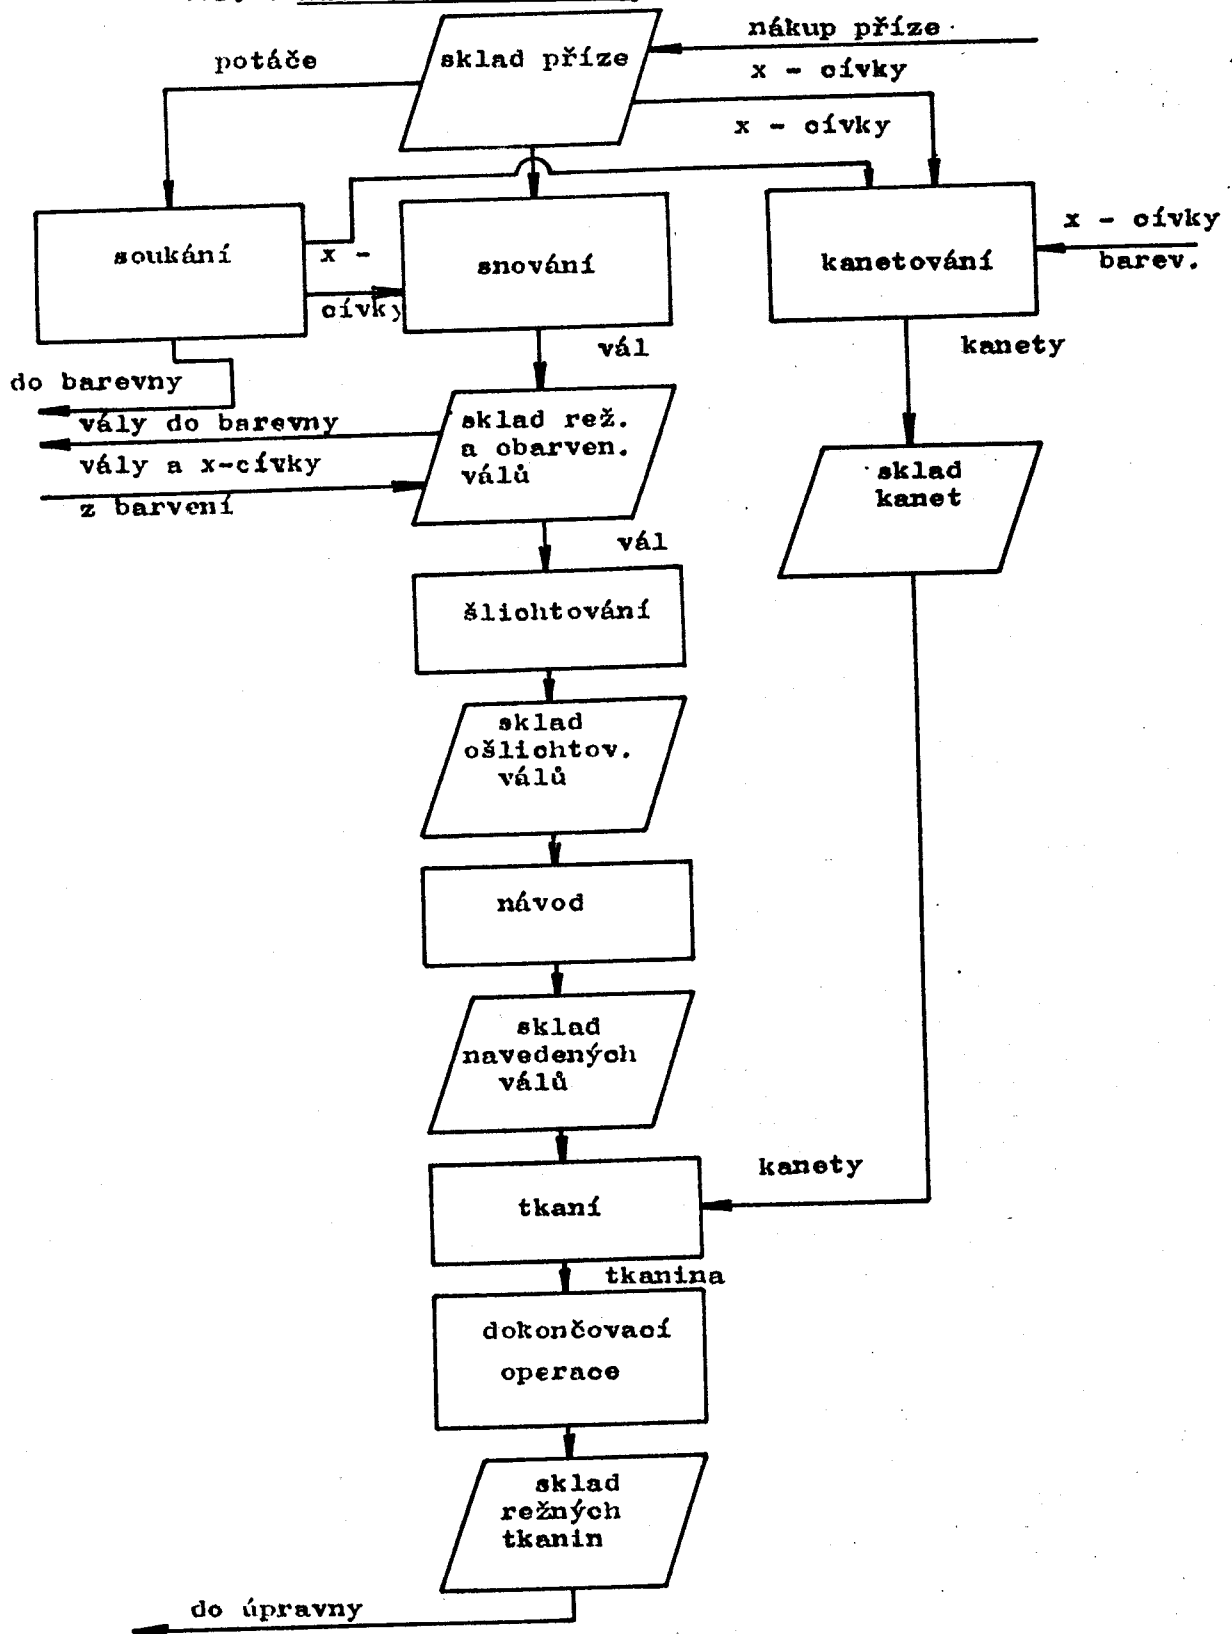 nákup příze
sklad příze
potáče
x - cívky
x - cívky
soukání
x -
cívky
snování
kanetování
x - cívky
barev.
vál
kanety
do barevny
vály do barevny
vály a x-cívky
z barvení
sklad rež.
a obarven.
válů
sklad
kanet
vál
šlichtování
sklad
ošlichtov.
válů
návod
sklad
navedených
válů
kanety
tkaní
tkanina
dokončovací
operace
sklad
režných
tkanin
do úpravny